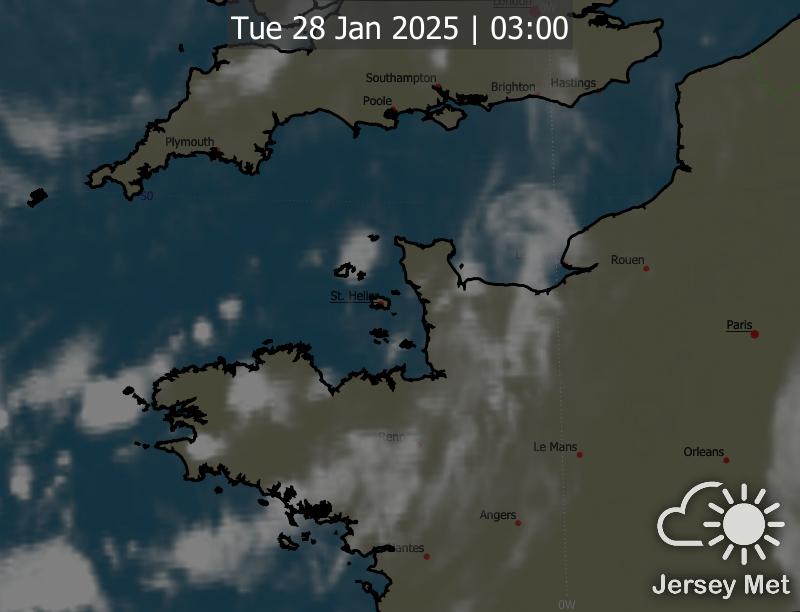 London
Tue 28 Jan 2025 | 03:00
Southampton
Brighton
Hastings
Poole
Plymouth
50
Rouen
St. Helier
Paris
Le Mans
Orleans
Angers
Nantes
Jersey Met
0W